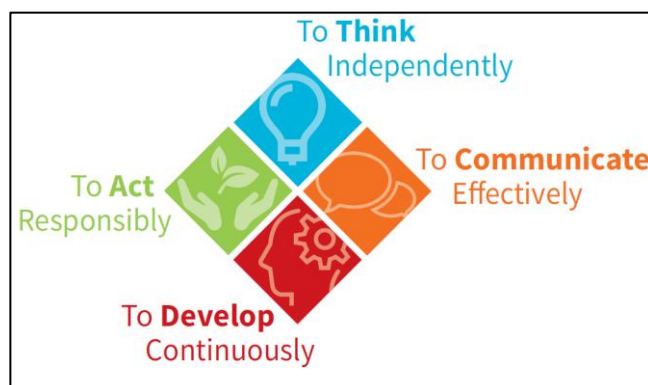 To Think
Independently
To Communicate
Effectively
To Act
Responsibly
To Develop
Continuously